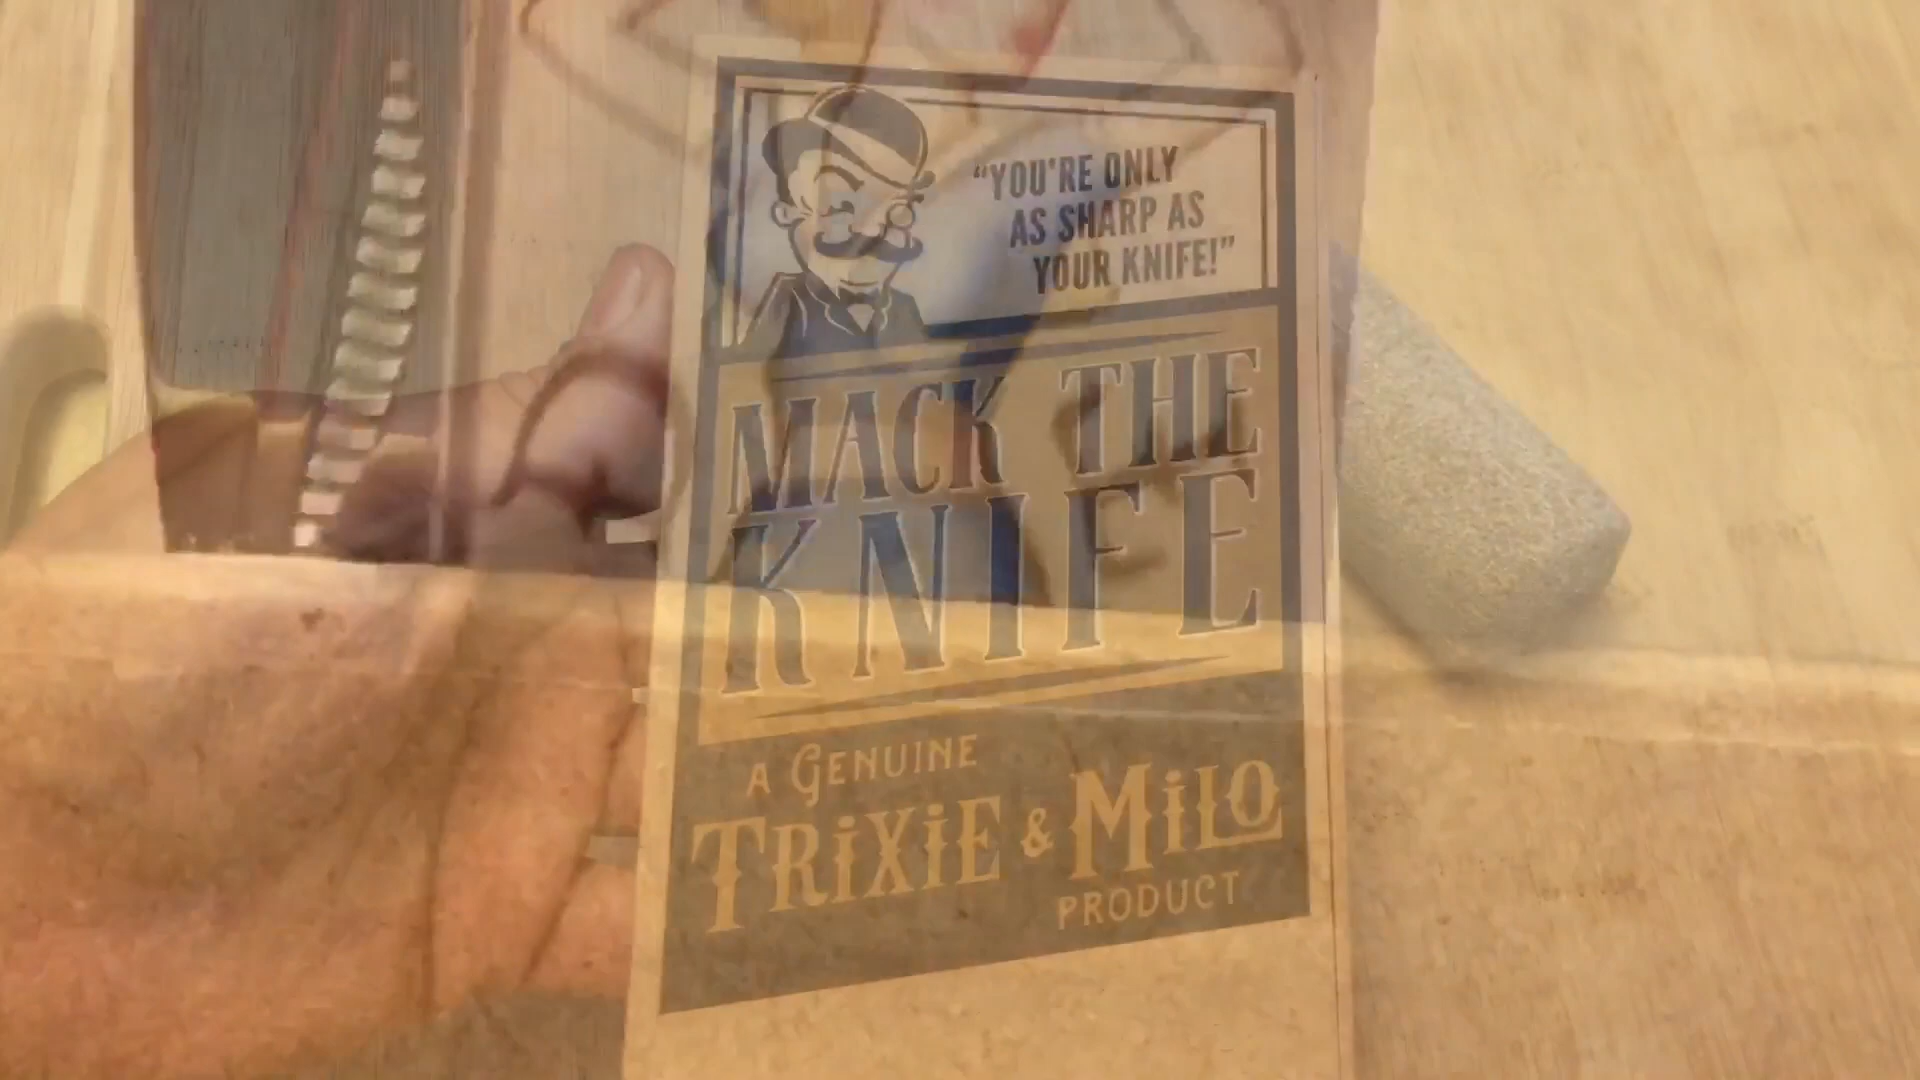 “YOU'RE ONLY
AS SHARP AS
YOUR KNIFE!”
MACK THE
KNIFE
A GENUINE
TRiXiE & MiLO
PRODUCT